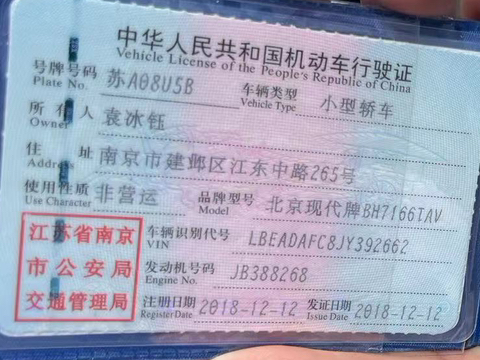 中华人民共和国机动车行驶证
Vehicle License of the People's Republic of China
号牌号码 苏A08U5B 车辆类型 小型轿车
Plate No. Vehicle Type
所有人 袁冰钰
Owner
住址 南京市建邺区江东中路265号
Address
使用性质 非营运 品牌型号 北京现代牌BH7166TAV
Use Character Model
江苏省南京
市公安局
交通管理局
车辆识别代号 LBEADAFC8JY392662
VIN
发动机号码 JB388268
Engine No.
注册日期 2018-12-12 发证日期 2018-12-12
Register Date Issue Date